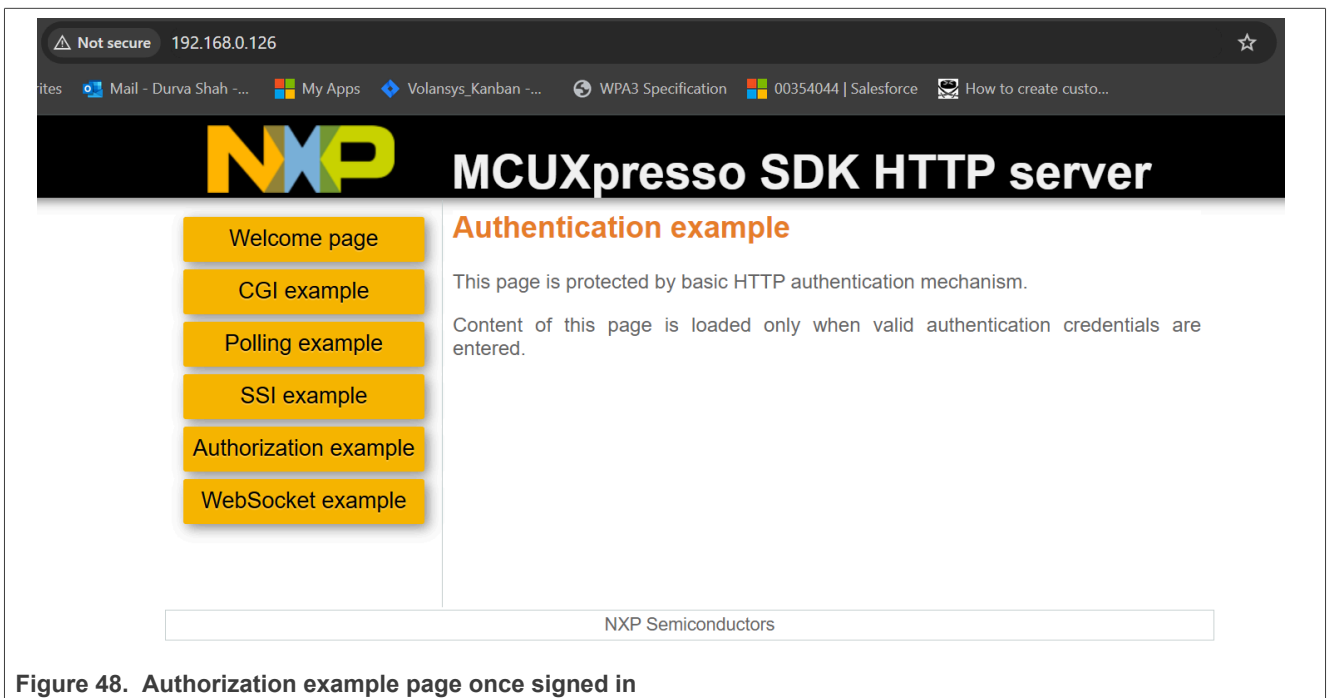 Not secure 192.168.0.126
rites Mail - Durva Shah -... My Apps Volansys_Kanban -... WPA3 Specification 00354044 | Salesforce How to create custo...
NXP
MCUXpresso SDK HTTP server
Welcome page
CGI example
Polling example
SSI example
Authorization example
WebSocket example
Authentication example
This page is protected by basic HTTP authentication mechanism.
Content of this page is loaded only when valid authentication credentials are
entered.
NXP Semiconductors
Figure 48. Authorization example page once signed in